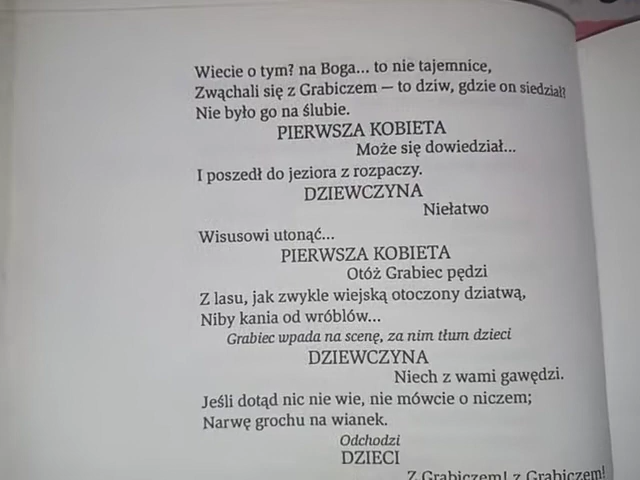 Wiecie o tym? na Boga... to nie tajemnice,
Zwąchali się z Grabiczem — to dziw, gdzie on siedział?
Nie było go na ślubie.
PIERWSZA KOBIETA
Może się dowiedział...
I poszedł do jeziora z rozpaczy.
DZIEWCZYNA
Niełatwo
Wisusowi utonąć...
PIERWSZA KOBIETA
Otóż Grabiec pędzi
Z lasu, jak zwykle wiejską otoczony dziatwą,
Niby kania od wróblów...
Grabiec wpada na scenę, za nim tłum dzieci
DZIEWCZYNA
Niech z wami gawędzi.
Jeśli dotąd nic nie wie, nie mówcie o niczem;
Narwę grochu na wianek.
Odchodzi
DZIECI
Z Grabiczem! z Grabiczem!